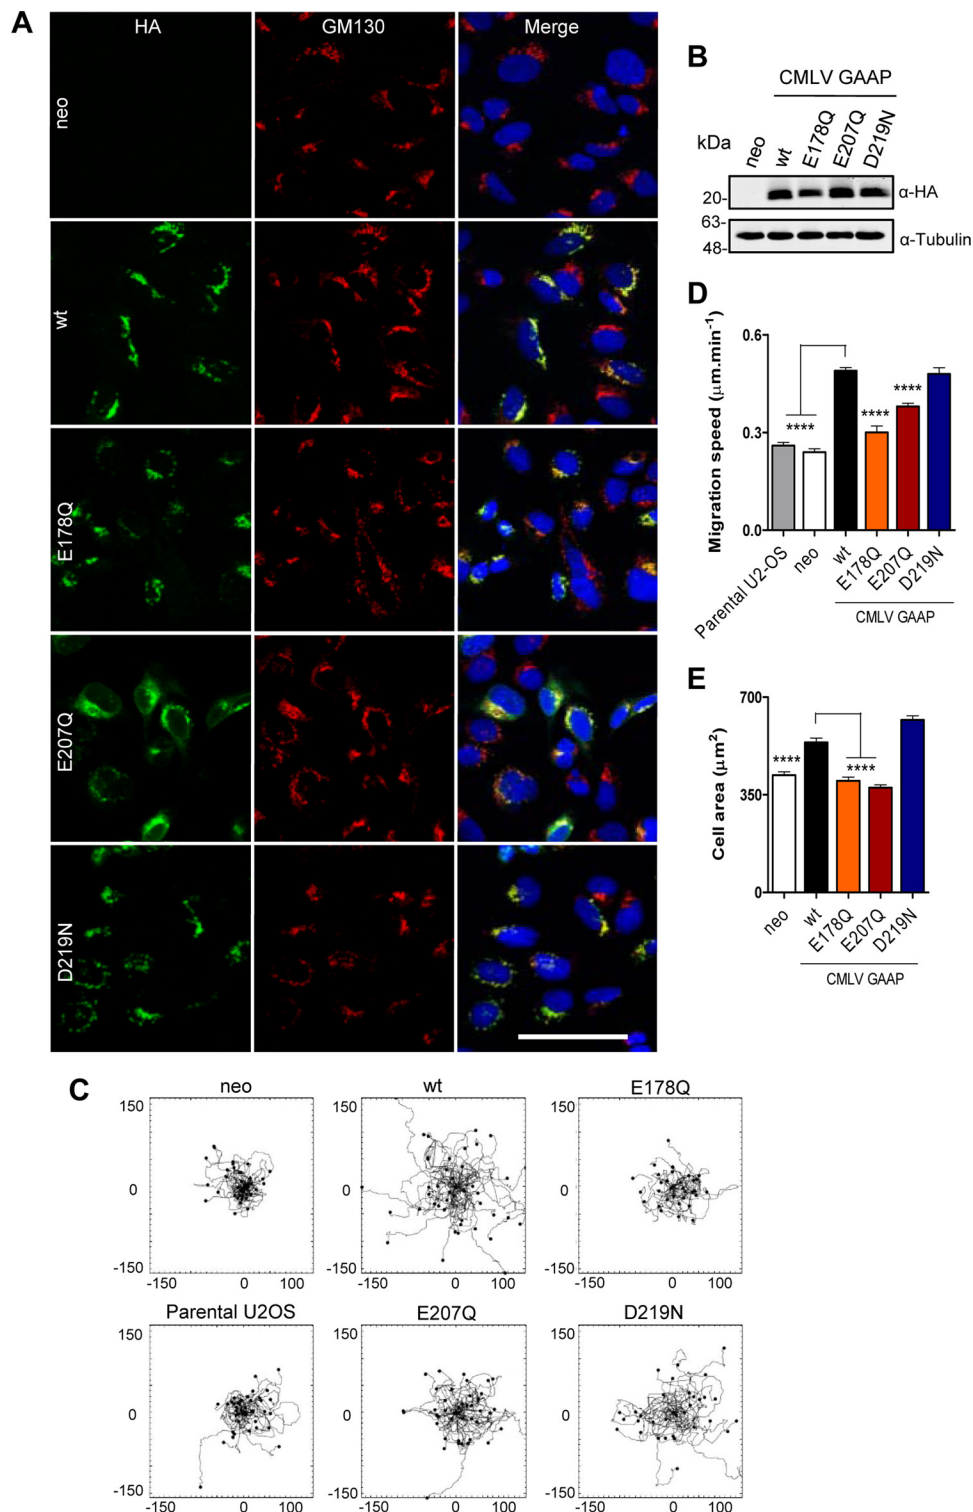 A
HA
GM130
Merge
neo
wt
E178Q
E207Q
D219N
B
CMLV GAAP
kDa
neo
wt
E178Q
E207Q
D219N
20-
α-HA
63-
48-
α-Tubulin
D
Migration speed (μm.min⁻¹)
0.6
0.3
0.0
****
****
****
Parental U2-OS
neo
wt
E178Q
E207Q
D219N
CMLV GAAP
E
Cell area (μm²)
700
350
0
****
****
neo
wt
E178Q
E207Q
D219N
CMLV GAAP
C
neo
150
0
-150
-150 0 100
wt
150
0
-150
-150 0 100
E178Q
150
0
-150
-150 0 100
Parental U2OS
150
0
-150
-150 0 100
E207Q
150
0
-150
-150 0 100
D219N
150
0
-150
-150 0 100